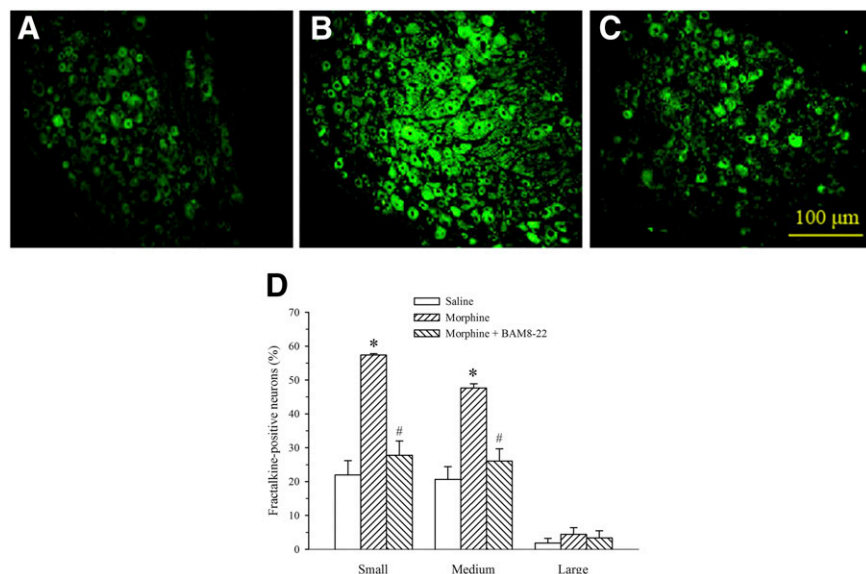 A
B
C
100 μm
D
Saline
Morphine
Morphine + BAM8-22
Fractalkine-positive neurons (%)
70
60
50
40
30
20
10
0
*
#
*
#
Small
Medium
Large